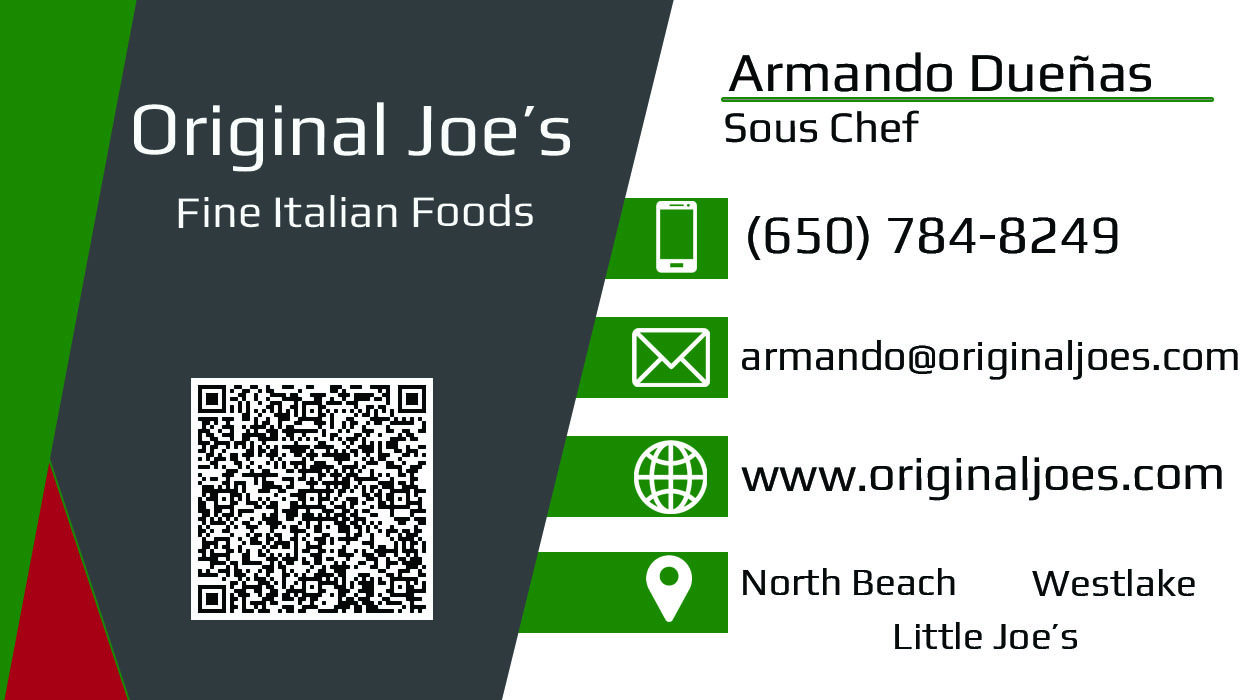 Original Joe's
Fine Italian Foods
Armando Dueñas
Sous Chef
(650) 784-8249
armando@originaljoes.com
www.originaljoes.com
North Beach Westlake
Little Joe's